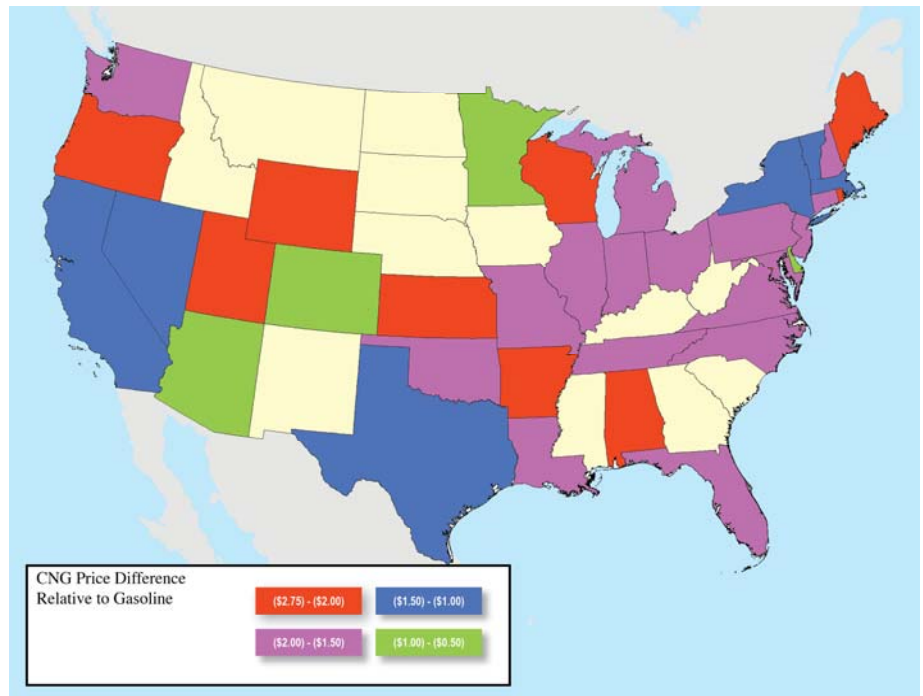 CNG Price Difference
Relative to Gasoline
($2.75) - ($2.00)
($1.50) - ($1.00)
($2.00) - ($1.50)
($1.00) - ($0.50)